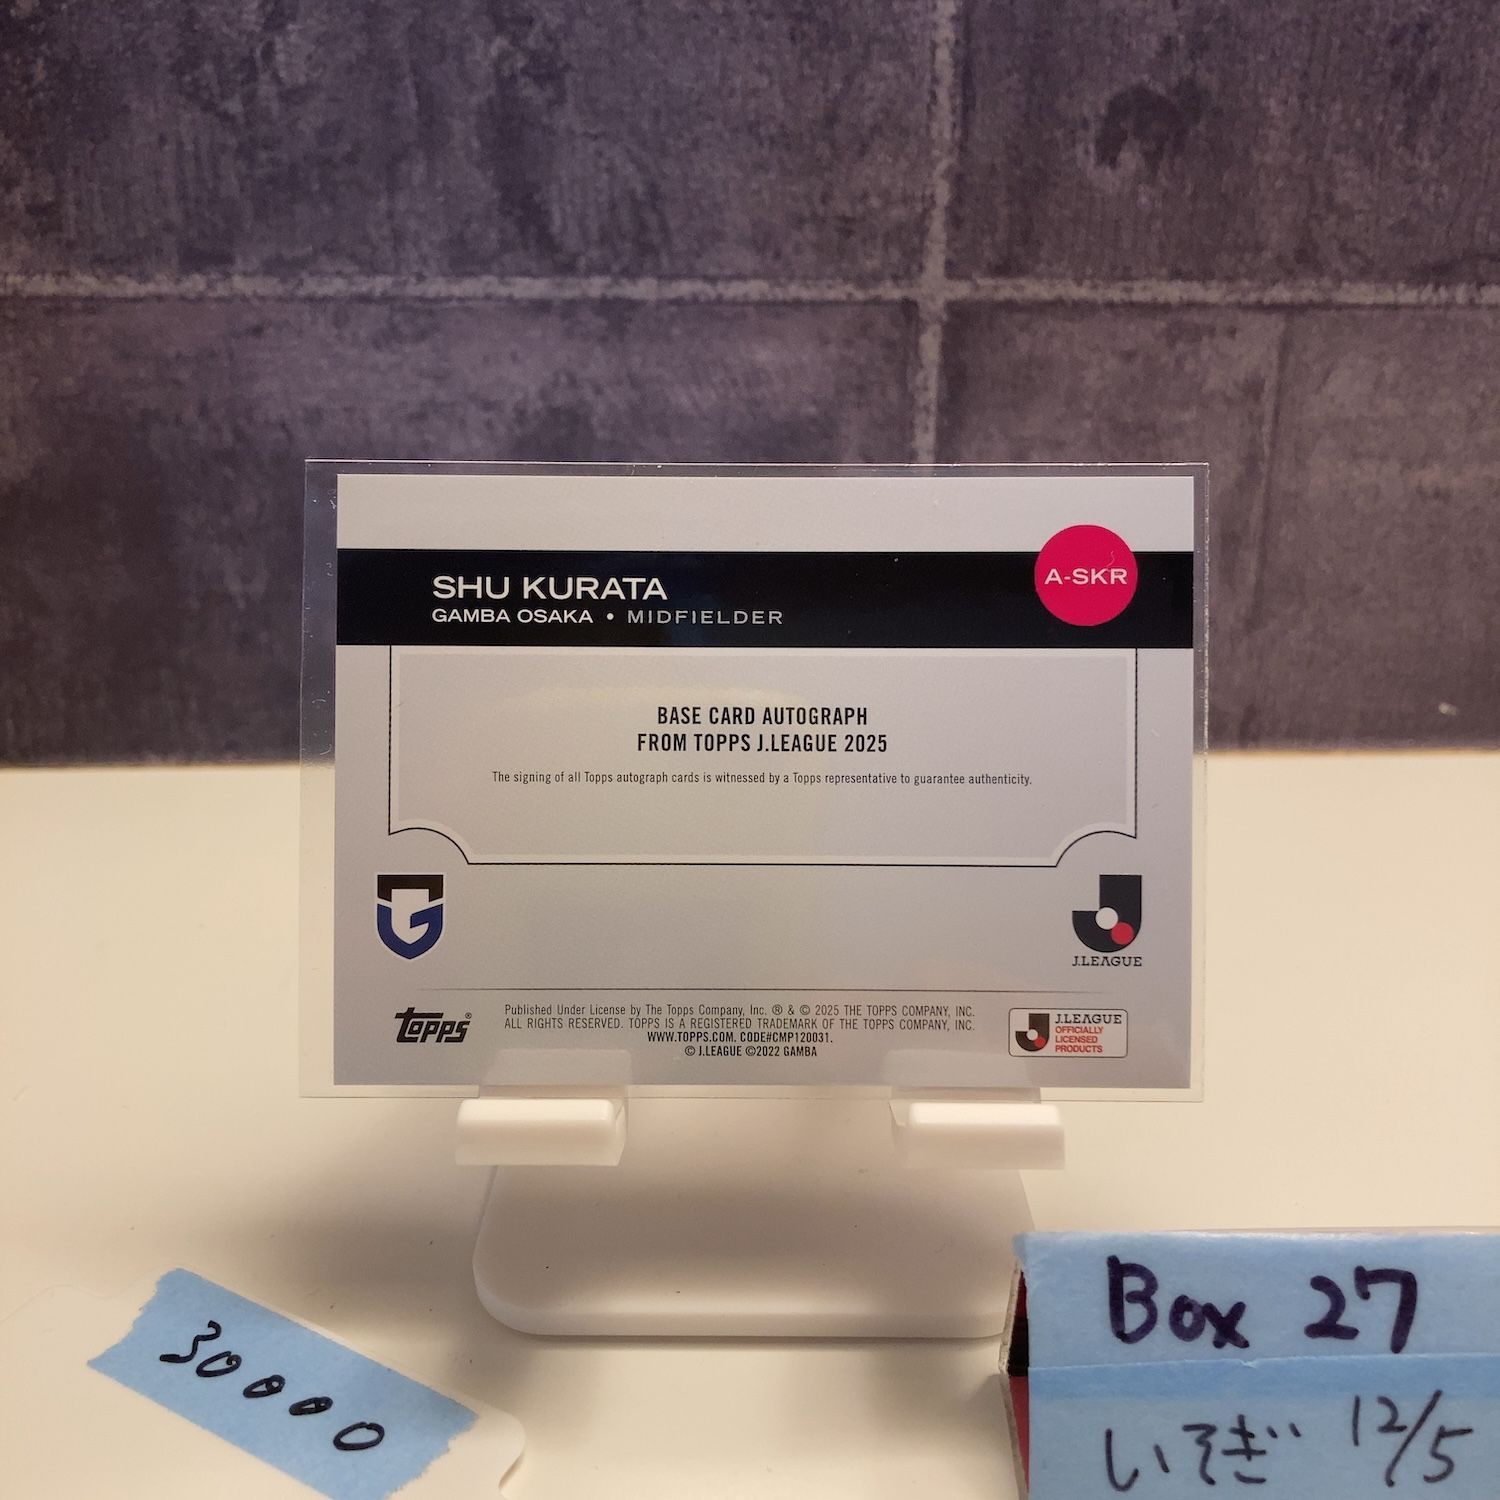 SHU KURATA
GAMBA OSAKA • MIDFIELDER
A-SKR
BASE CARD AUTOGRAPH
FROM TOPPS J.LEAGUE 2025
The signing of all Topps autograph cards is witnessed by a Topps representative to guarantee authenticity.
G
J.LEAGUE
topps®
Published Under License by The Topps Company, Inc. ® & © 2025 THE TOPPS COMPANY, INC.
ALL RIGHTS RESERVED. TOPPS IS A REGISTERED TRADEMARK OF THE TOPPS COMPANY, INC.
WWW.TOPPS.COM. CODE#CMP120031.
© J.LEAGUE ©2022 GAMBA
J.LEAGUE
OFFICIALLY
LICENSED
PRODUCTS
30000
Box 27
いそぎ 12/5